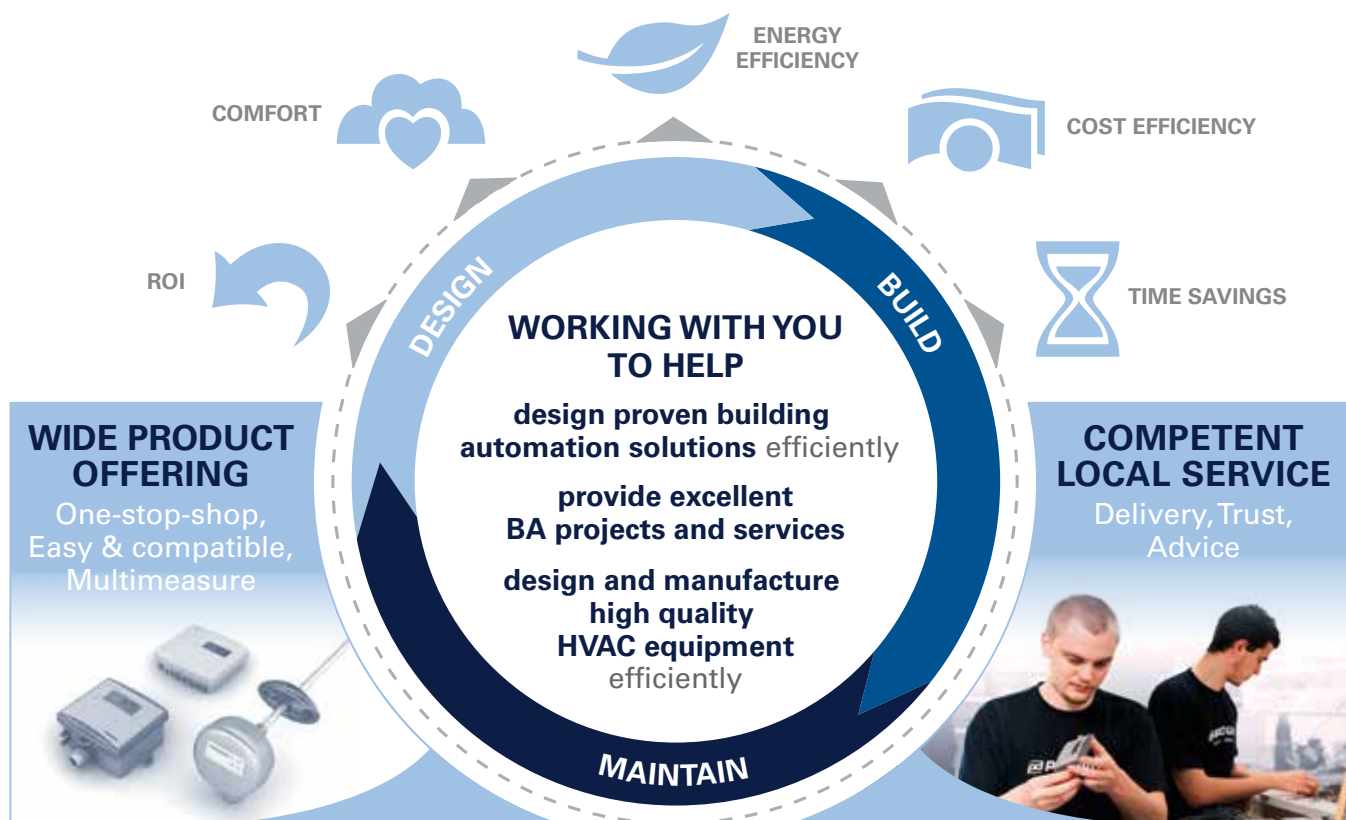 ENERGY
EFFICIENCY
COMFORT
COST EFFICIENCY
ROI
TIME SAVINGS
DESIGN
BUILD
MAINTAIN
WORKING WITH YOU
TO HELP
design proven building
automation solutions efficiently
provide excellent
BA projects and services
design and manufacture
high quality
HVAC equipment
efficiently
WIDE PRODUCT
OFFERING
One-stop-shop,
Easy & compatible,
Multimeasure
COMPETENT
LOCAL SERVICE
Delivery, Trust,
Advice